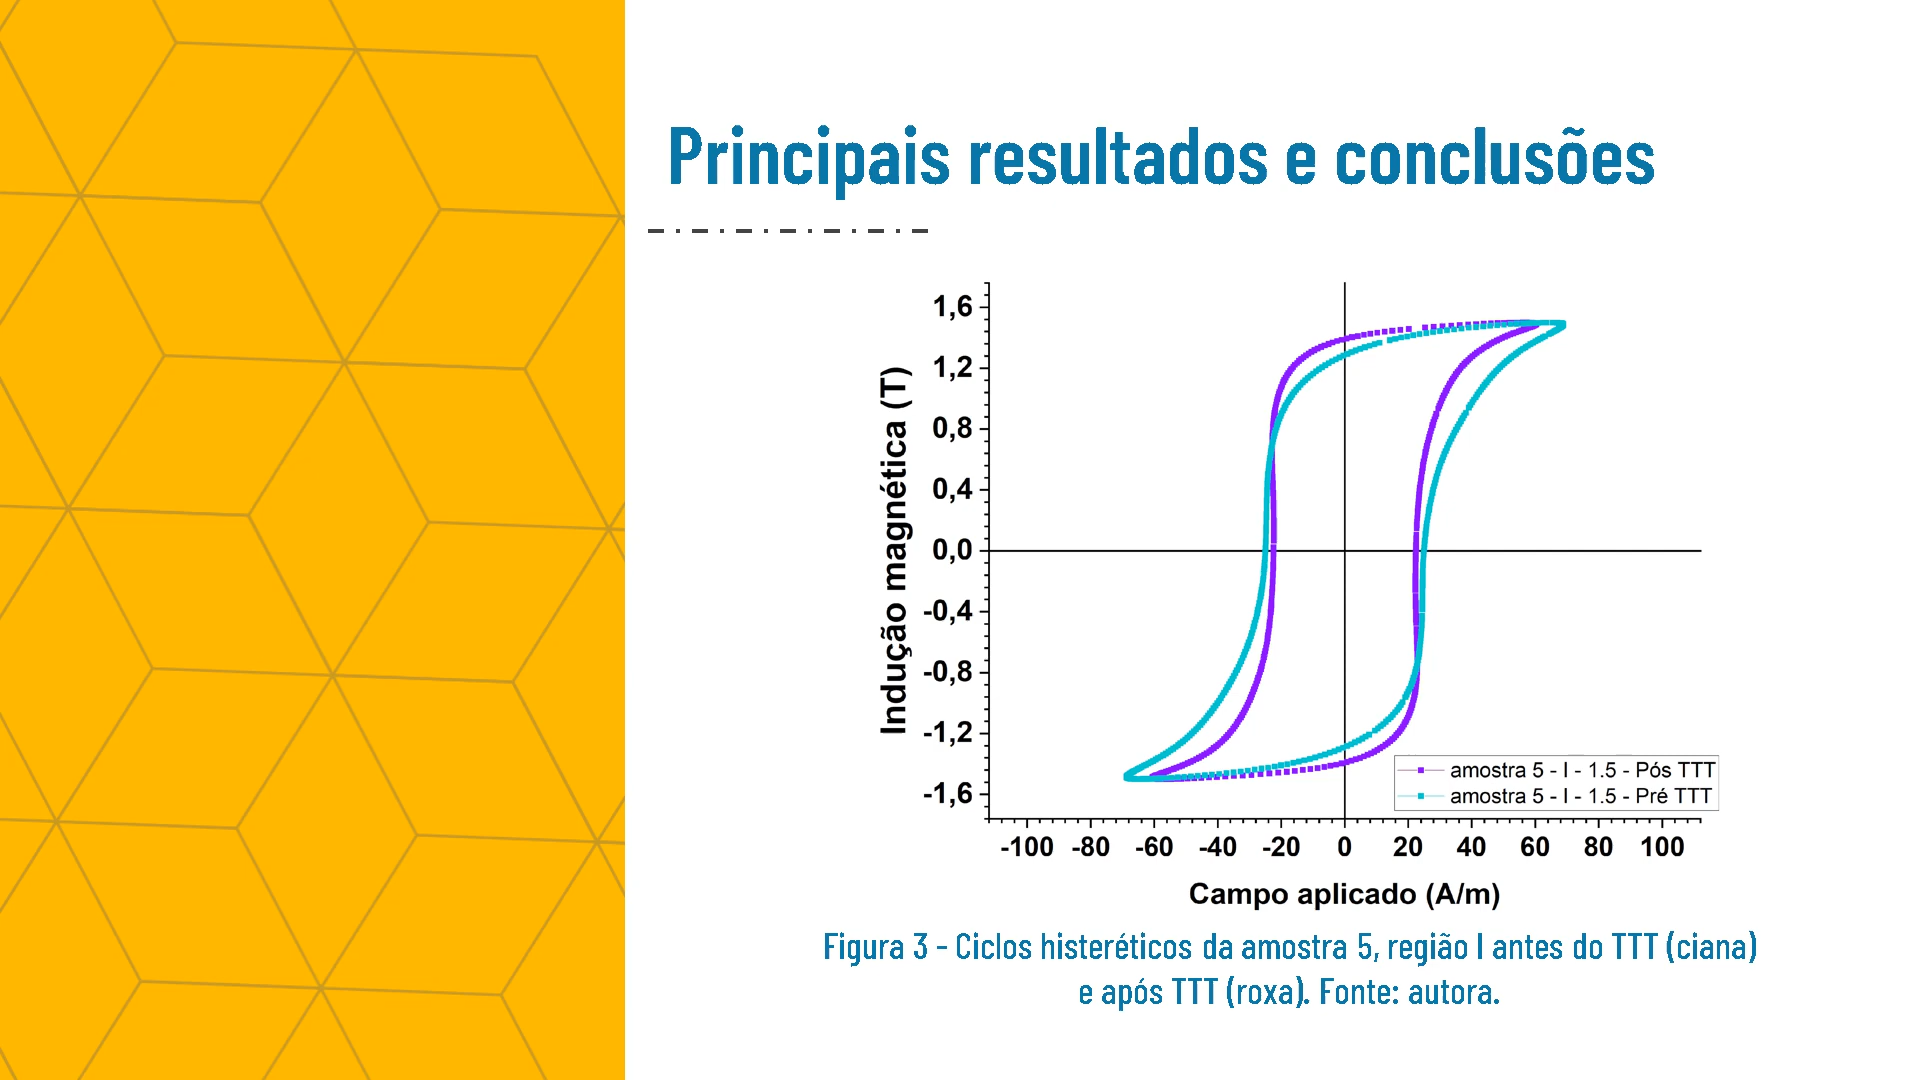 Principais resultados e conclusões
Indução magnética (T)
1,6
1,2
0,8
0,4
0,0
-0,4
-0,8
-1,2
-1,6
amostra 5 - I - 1.5 - Pós TTT
amostra 5 - I - 1.5 - Pré TTT
-100 -80 -60 -40 -20 0 20 40 60 80 100
Campo aplicado (A/m)
Figura 3 - Ciclos histeréticos da amostra 5, região I antes do TTT (ciana)
e após TTT (roxa). Fonte: autora.